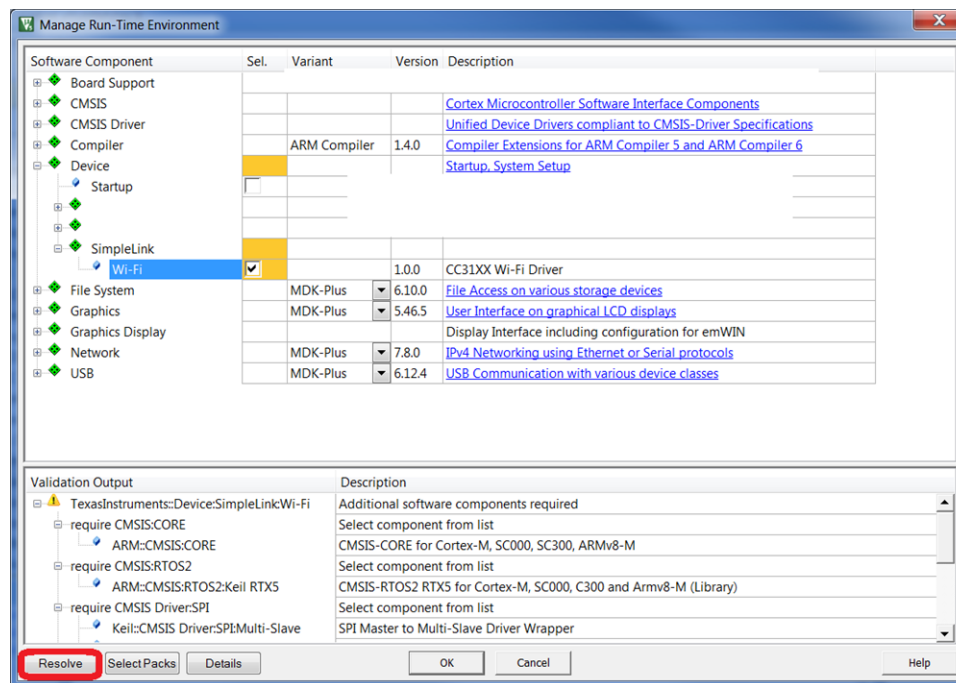 Manage Run-Time Environment
Software Component Sel. Variant Version Description
Board Support
CMSIS Cortex Microcontroller Software Interface Components
CMSIS Driver Unified Device Drivers compliant to CMSIS-Driver Specifications
Compiler ARM Compiler 1.4.0 Compiler Extensions for ARM Compiler 5 and ARM Compiler 6
Device Startup, System Setup
Startup
SimpleLink
Wi-Fi 1.0.0 CC31XX Wi-Fi Driver
File System MDK-Plus 6.10.0 File Access on various storage devices
Graphics MDK-Plus 5.46.5 User Interface on graphical LCD displays
Graphics Display Display Interface including configuration for emWIN
Network MDK-Plus 7.8.0 IPv4 Networking using Ethernet or Serial protocols
USB MDK-Plus 6.12.4 USB Communication with various device classes
Validation Output Description
TexasInstruments::Device:SimpleLink:Wi-Fi Additional software components required
require CMSIS:CORE Select component from list
ARM::CMSIS:CORE CMSIS-CORE for Cortex-M, SC000, SC300, ARMv8-M
require CMSIS:RTOS2 Select component from list
ARM::CMSIS:RTOS2:Keil RTX5 CMSIS-RTOS2 RTX5 for Cortex-M, SC000, C300 and Armv8-M (Library)
require CMSIS Driver:SPI Select component from list
Keil::CMSIS Driver:SPI:Multi-Slave SPI Master to Multi-Slave Driver Wrapper
Resolve Select Packs Details OK Cancel Help